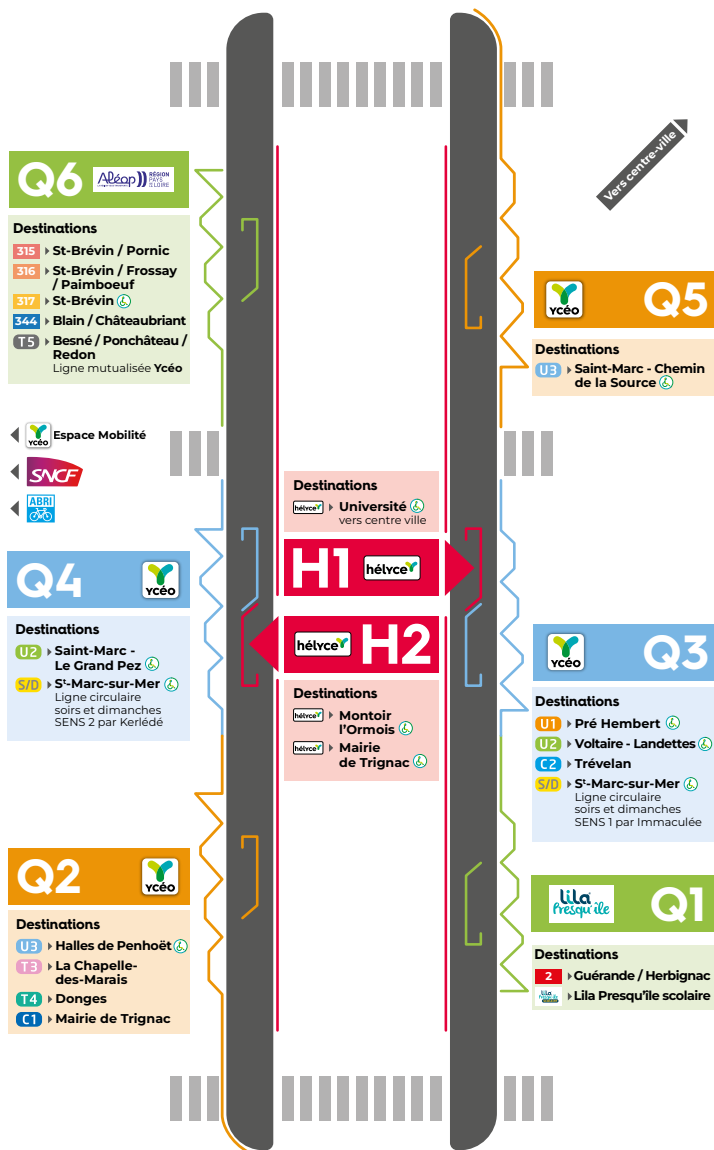 Vers centre-ville
Q6
Aléop
RÉGION
PAYS
DE LA
LOIRE
Destinations
315 St-Brévin / Pornic
316 St-Brévin / Frossay
/ Paimboeuf
317 St-Brévin
344 Blain / Châteaubriant
T5 Besné / Ponchâteau /
Redon
Ligne mutualisée Ycéo
YCéO Q5
Destinations
U3 Saint-Marc - Chemin
de la Source
YCéO Espace Mobilité
SNCF
ABRI
Destinations
hélyce Université
vers centre ville
H1 hélyce
hélyce H2
Destinations
hélyce Montoir
l'Ormois
hélyce Mairie
de Trignac
Q4 YCéO
Destinations
U2 Saint-Marc -
Le Grand Pez
S/D St-Marc-sur-Mer
Ligne circulaire
soirs et dimanches
SENS 2 par Kerlédé
YCéO Q3
Destinations
U1 Pré Hembert
U2 Voltaire - Landettes
C2 Trévelan
S/D St-Marc-sur-Mer
Ligne circulaire
soirs et dimanches
SENS 1 par Immaculée
Q2 YCéO
Destinations
U3 Halles de Penhoët
T3 La Chapelle-
des-Marais
T4 Donges
C1 Mairie de Trignac
Lila
Presqu'île
Q1
Destinations
2 Guérande / Herbignac
Lila Presqu'île scolaire